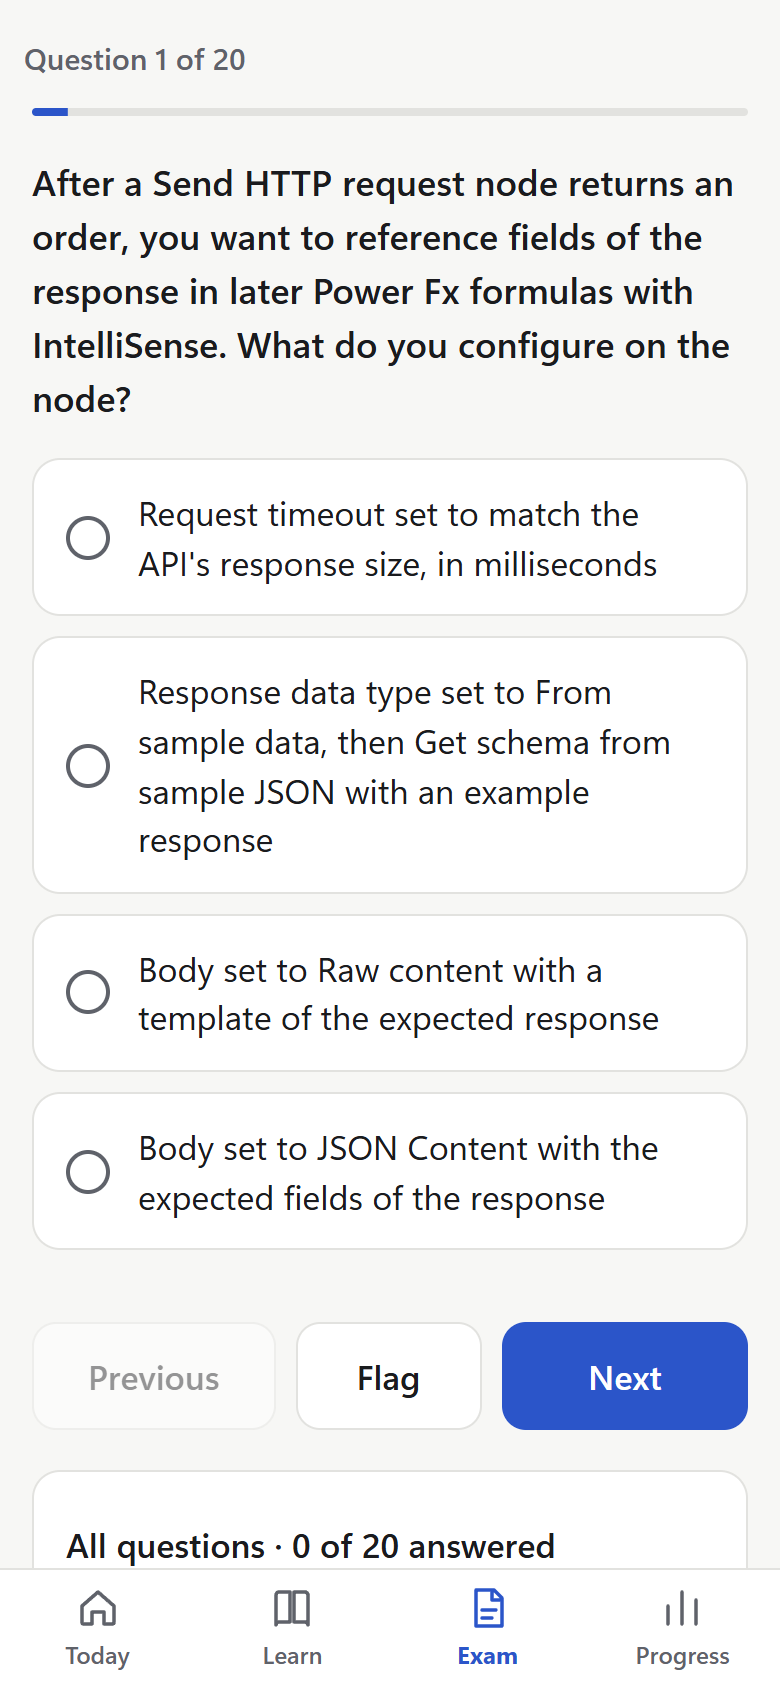 Question 1 of 20
After a Send HTTP request node returns an
order, you want to reference fields of the
response in later Power Fx formulas with
IntelliSense. What do you configure on the
node?
Request timeout set to match the
API's response size, in milliseconds
Response data type set to From
sample data, then Get schema from
sample JSON with an example
response
Body set to Raw content with a
template of the expected response
Body set to JSON Content with the
expected fields of the response
Previous
Flag
Next
All questions · 0 of 20 answered
Today
Learn
Exam
Progress